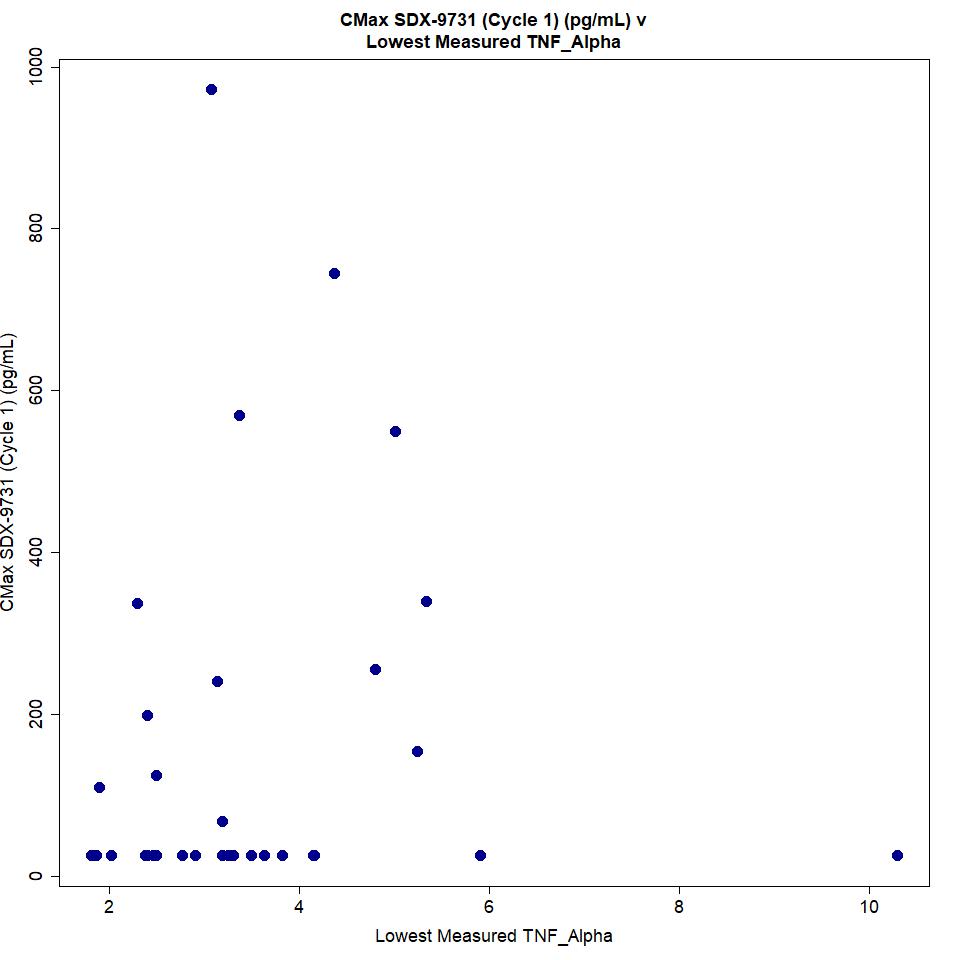 CMax SDX-9731 (Cycle 1) (pg/mL) v
Lowest Measured TNF_Alpha
1000
800
600
400
200
0
CMax SDX-9731 (Cycle 1) (pg/mL)
2 4 6 8 10
Lowest Measured TNF_Alpha